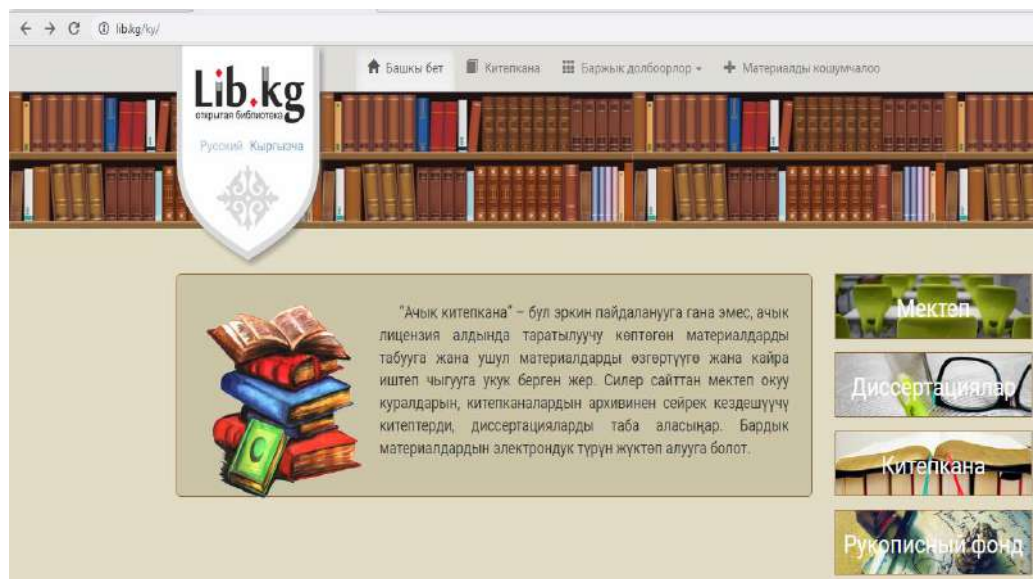 lib.kg/ky/
Башкы бет Китепкана Баржык долбоорлор Материалды кошумчалоо
Lib.kg
открытая библиотека
Русский Кыргызча
"Ачык китепкана" – бул эркин пайдаланууга гана эмес, ачык
лицензия алдында таратылуучу көптөгөн материалдарды
табууга жана ушул материалдарды өзгөртүүгө жана кайра
иштеп чыгууга укук берген жер. Силер сайттан мектеп окуу
куралдарын, китепканалардын архивинен сейрек кездешүүчү
китептерди, диссертацияларды таба аласыңар. Бардык
материалдардын электрондук түрүн жүктөп алууга болот.
Мектеп
Диссертациялар
Китепкана
Рукописный фонд